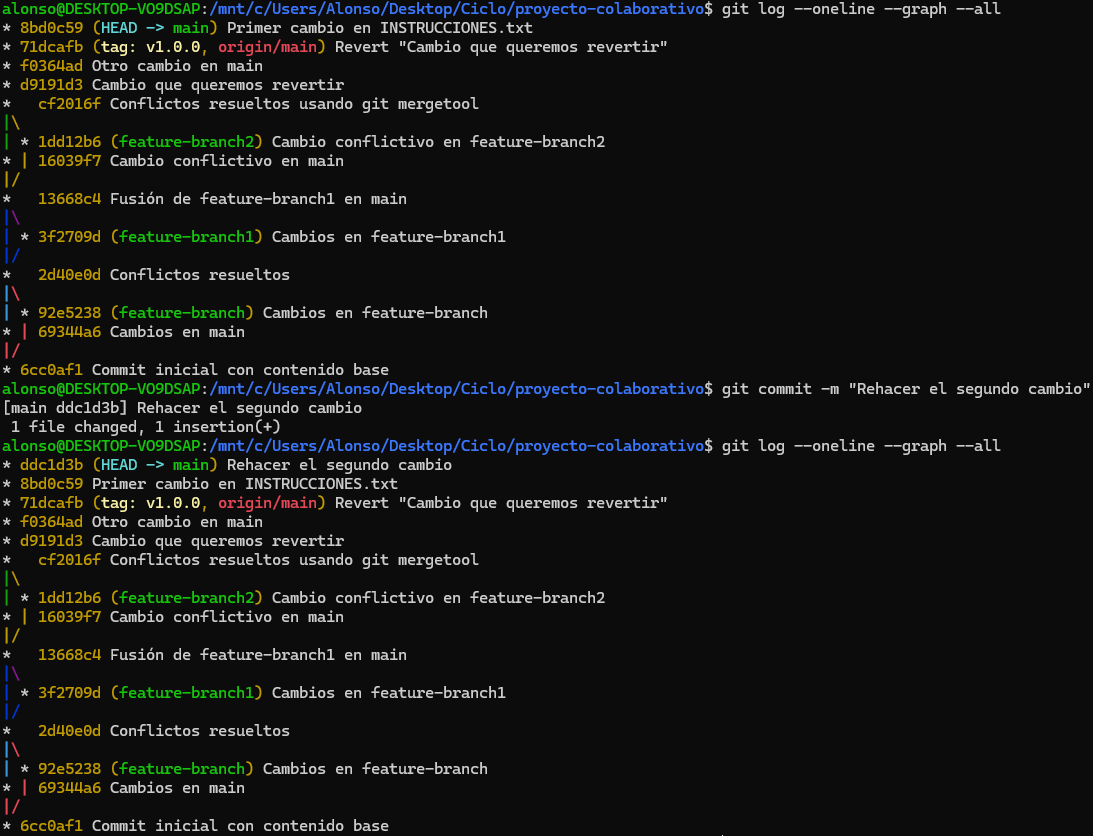 alonso@DESKTOP-VO9DSAP:/mnt/c/Users/Alonso/Desktop/Ciclo/proyecto-colaborativo$ git log --oneline --graph --all
* 8bd0c59 (HEAD -> main) Primer cambio en INSTRUCCIONES.txt
* 71dcafb (tag: v1.0.0, origin/main) Revert "Cambio que queremos revertir"
* f0364ad Otro cambio en main
* d9191d3 Cambio que queremos revertir
*   cf2016f Conflictos resueltos usando git mergetool
|\
| * 1dd12b6 (feature-branch2) Cambio conflictivo en feature-branch2
* | 16039f7 Cambio conflictivo en main
|/
*   13668c4 Fusión de feature-branch1 en main
|\
| * 3f2709d (feature-branch1) Cambios en feature-branch1
|/
*   2d40e0d Conflictos resueltos
|\
| * 92e5238 (feature-branch) Cambios en feature-branch
* | 69344a6 Cambios en main
|/
* 6cc0af1 Commit inicial con contenido base
alonso@DESKTOP-VO9DSAP:/mnt/c/Users/Alonso/Desktop/Ciclo/proyecto-colaborativo$ git commit -m "Rehacer el segundo cambio"
[main ddc1d3b] Rehacer el segundo cambio
 1 file changed, 1 insertion(+)
alonso@DESKTOP-VO9DSAP:/mnt/c/Users/Alonso/Desktop/Ciclo/proyecto-colaborativo$ git log --oneline --graph --all
* ddc1d3b (HEAD -> main) Rehacer el segundo cambio
* 8bd0c59 Primer cambio en INSTRUCCIONES.txt
* 71dcafb (tag: v1.0.0, origin/main) Revert "Cambio que queremos revertir"
* f0364ad Otro cambio en main
* d9191d3 Cambio que queremos revertir
*   cf2016f Conflictos resueltos usando git mergetool
|\
| * 1dd12b6 (feature-branch2) Cambio conflictivo en feature-branch2
* | 16039f7 Cambio conflictivo en main
|/
*   13668c4 Fusión de feature-branch1 en main
|\
| * 3f2709d (feature-branch1) Cambios en feature-branch1
|/
*   2d40e0d Conflictos resueltos
|\
| * 92e5238 (feature-branch) Cambios en feature-branch
* | 69344a6 Cambios en main
|/
* 6cc0af1 Commit inicial con contenido base